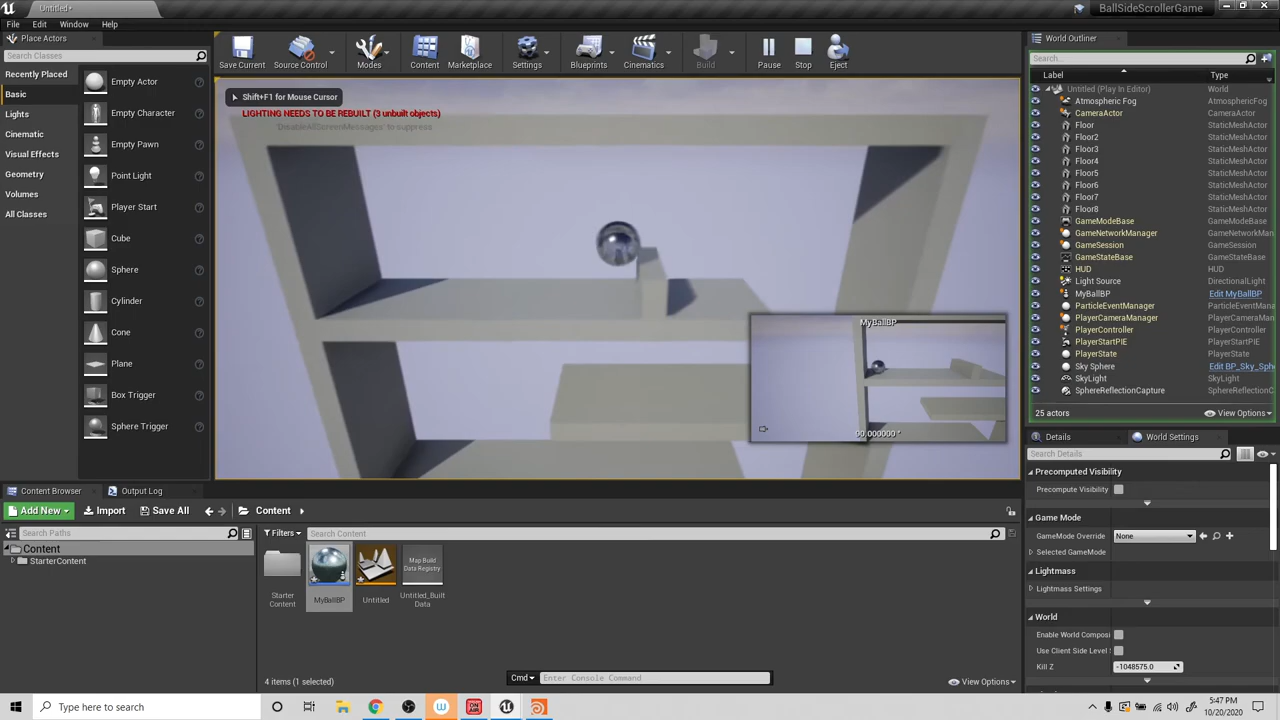 Untitled*
BallSideScrollerGame
File
Edit
Window
Help
Place Actors
Search Classes
Recently Placed
Basic
Lights
Cinematic
Visual Effects
Geometry
Volumes
All Classes
Empty Actor
Empty Character
Empty Pawn
Point Light
Player Start
Cube
Sphere
Cylinder
Cone
Plane
Box Trigger
Sphere Trigger
Save Current
Source Control
Modes
Content
Marketplace
Settings
Blueprints
Cinematics
Build
Pause
Stop
Eject
Shift+F1 for Mouse Cursor
LIGHTING NEEDS TO BE REBUILT (3 unbuilt objects)
'DisableAllScreenMessages' to suppress
MyBallBP
90.000000 °
World Outliner
Search...
Label Type
Untitled (Play In Editor) World
Atmospheric Fog AtmosphericFog
CameraActor CameraActor
Floor StaticMeshActor
Floor2 StaticMeshActor
Floor3 StaticMeshActor
Floor4 StaticMeshActor
Floor5 StaticMeshActor
Floor6 StaticMeshActor
Floor7 StaticMeshActor
Floor8 StaticMeshActor
GameModeBase GameModeBase
GameNetworkManager GameNetworkMan
GameSession GameSession
GameStateBase GameStateBase
HUD HUD
Light Source DirectionalLight
MyBallBP Edit MyBallBP
ParticleEventManager ParticleEventMana
PlayerCameraManager PlayerCameraMan
PlayerController PlayerController
PlayerStartPIE PlayerStartPIE
PlayerState PlayerState
Sky Sphere Edit BP_Sky_Sph
SkyLight SkyLight
SphereReflectionCapture SphereReflectionC
25 actors
View Options
Details
World Settings
Search Details
Precomputed Visibility
Precompute Visibility
Game Mode
GameMode Override None
Selected GameMode
Lightmass
Lightmass Settings
World
Enable World Composi
Use Client Side Level S
Kill Z -1048575.0
Content Browser
Output Log
Add New
Import
Save All
Content
Search Paths
Filters
Search Content
Content
StarterContent
Starter
Content
MyBallBP
Untitled
Map Build
Data Registry
Untitled_Built
Data
4 items (1 selected)
Cmd
Enter Console Command
View Options
Type here to search
5:47 PM
10/20/2020